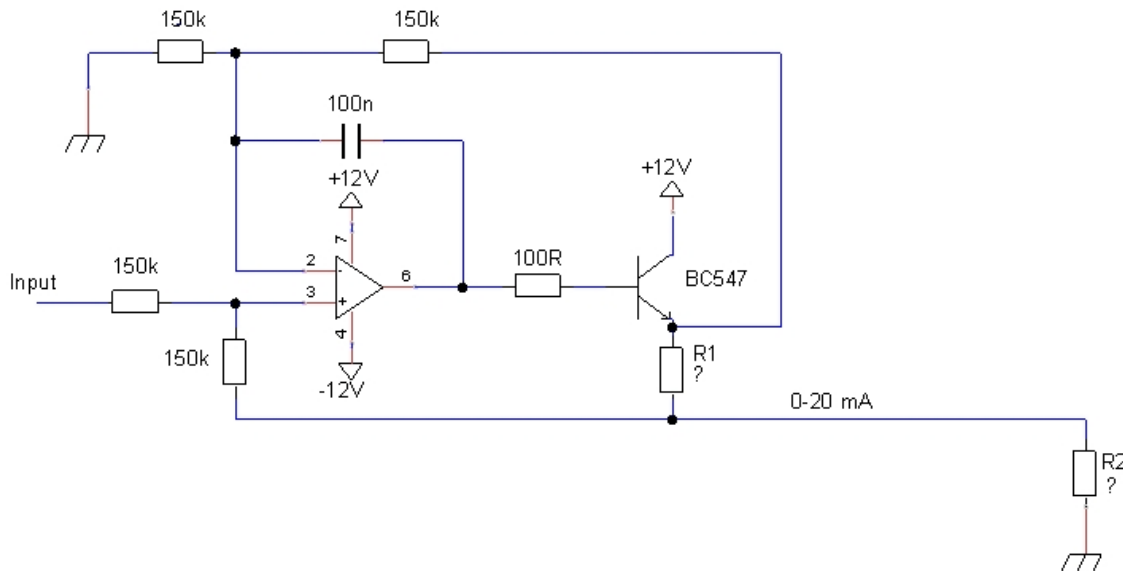 150k
150k
100n
+12V
+12V
7
2
-
6
100R
BC547
Input
150k
3
+
4
150k
-12V
R1
?
0-20 mA
R2
?